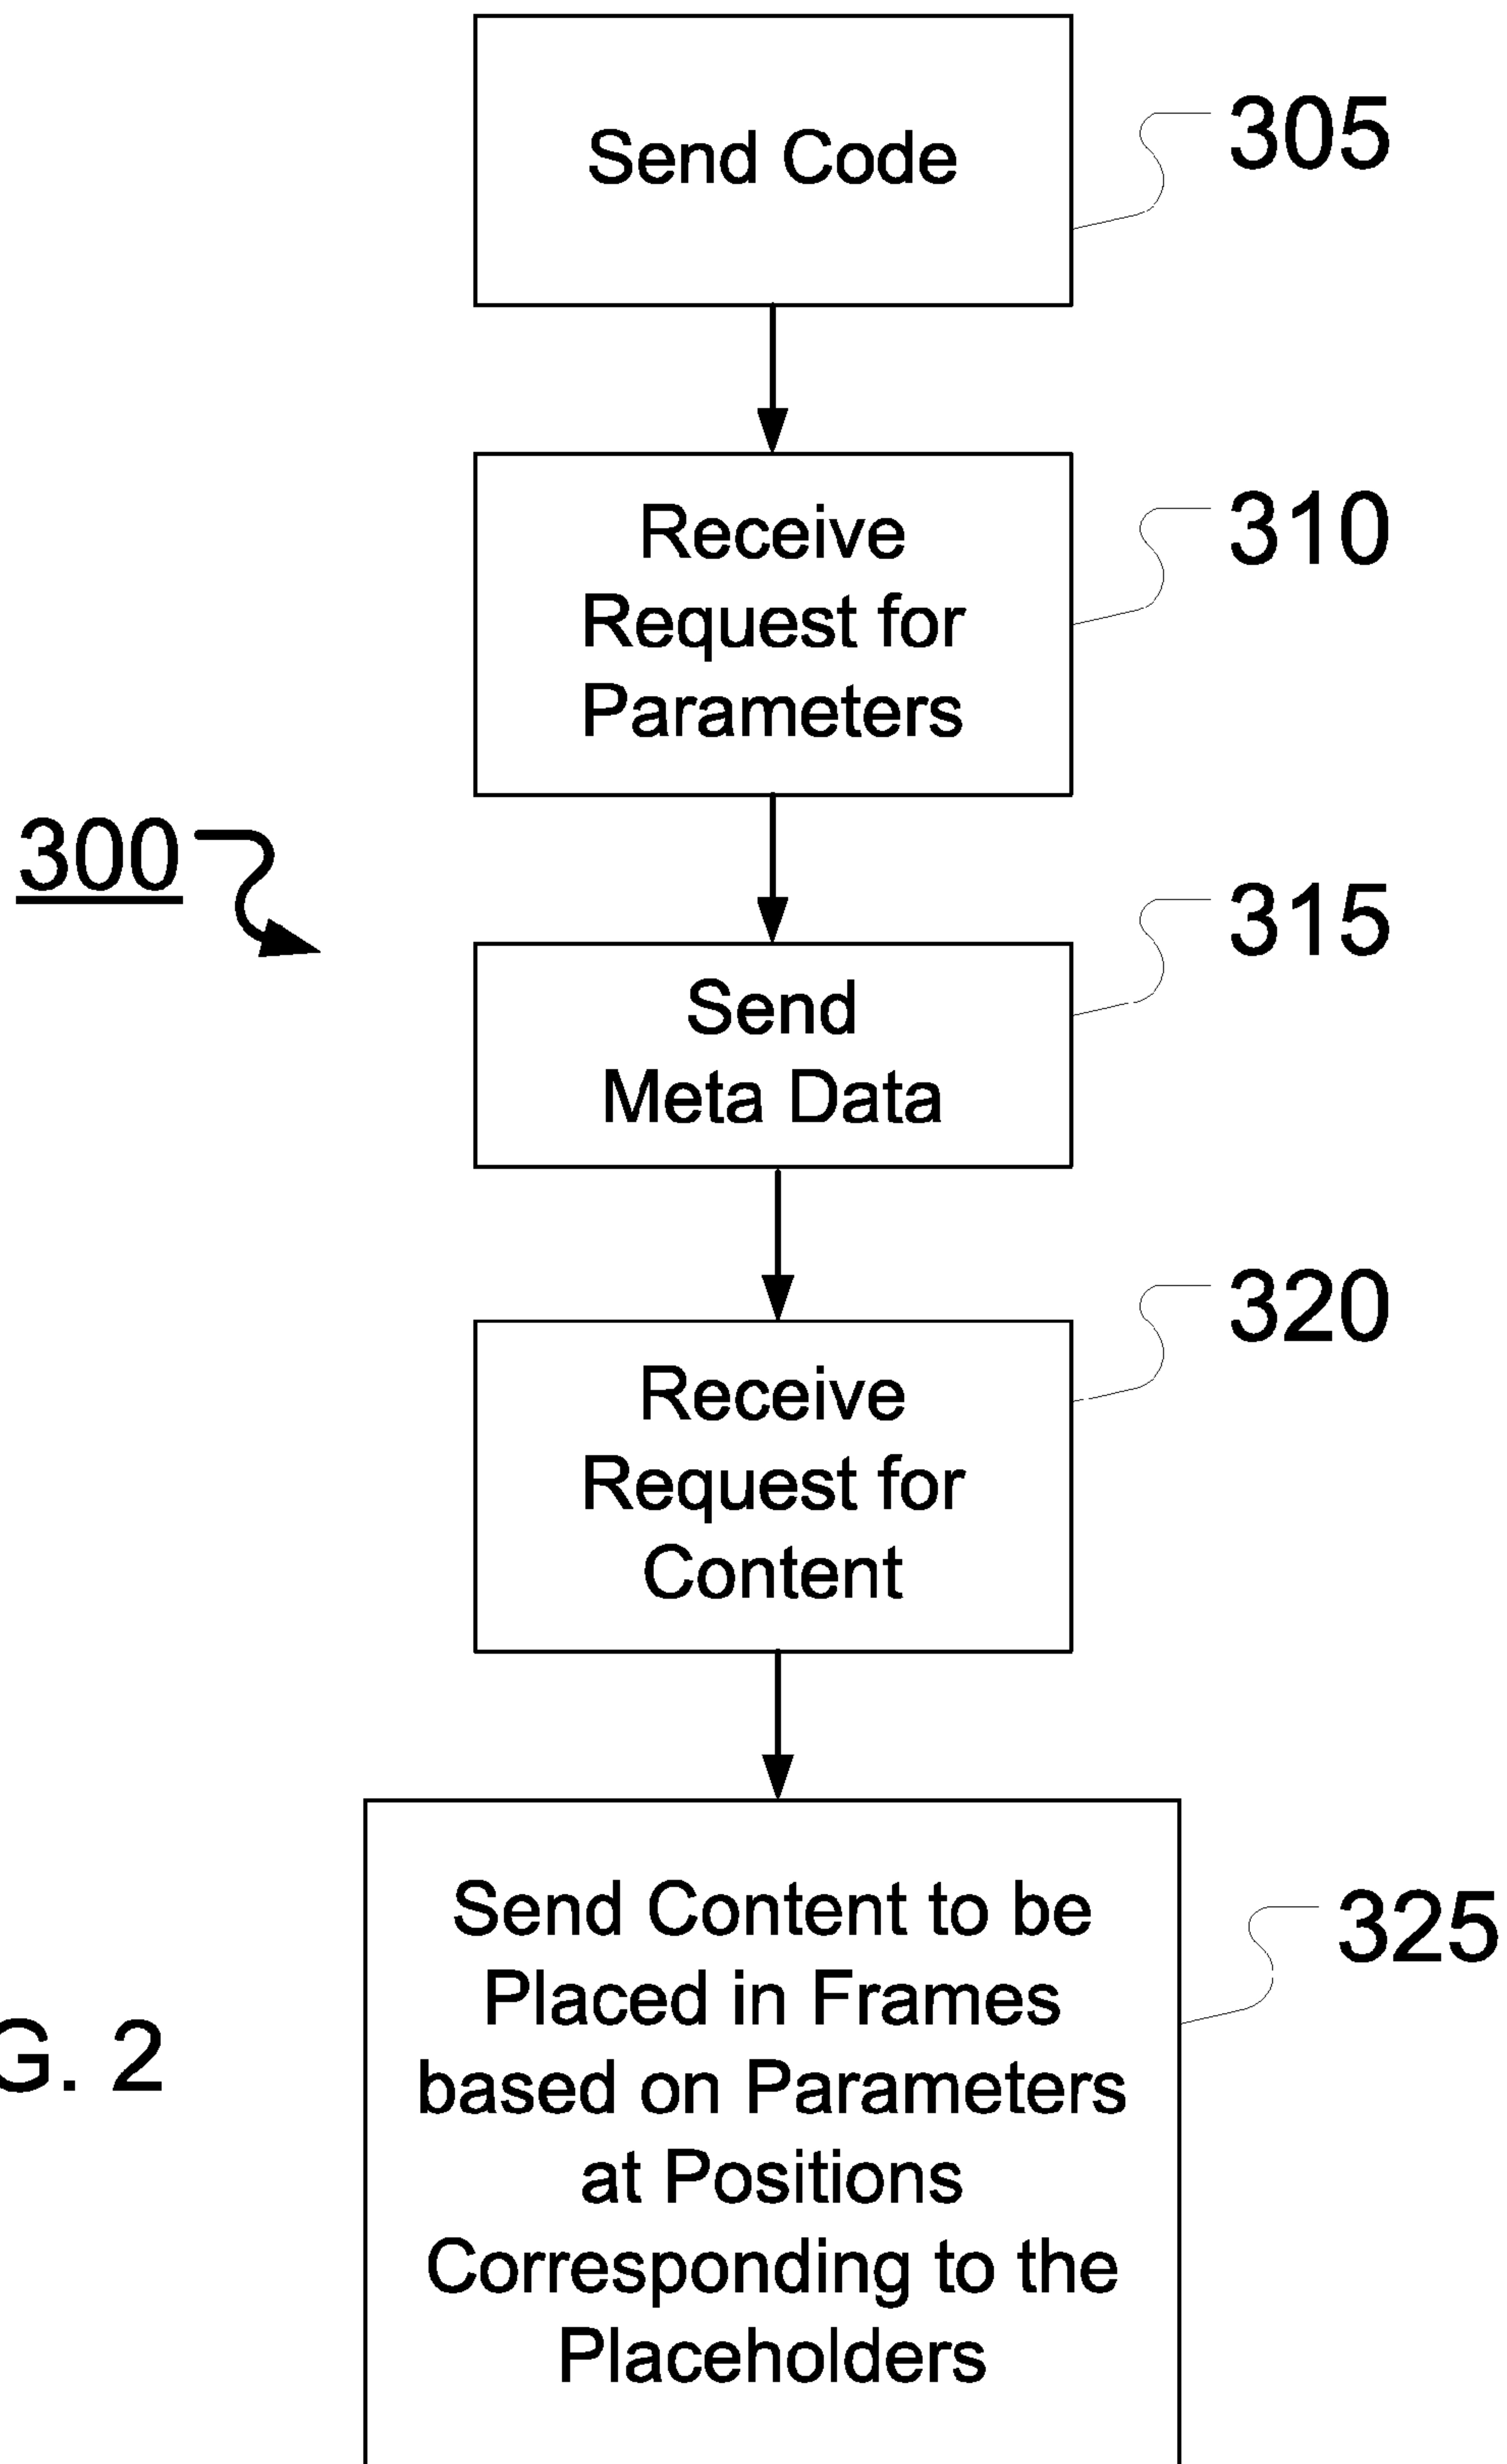 Send Code
305
Receive
Request for
Parameters
310
300
Send
Meta Data
315
Receive
Request for
Content
320
Send Content to be
Placed in Frames
based on Parameters
at Positions
Corresponding to the
Placeholders
325
G. 2